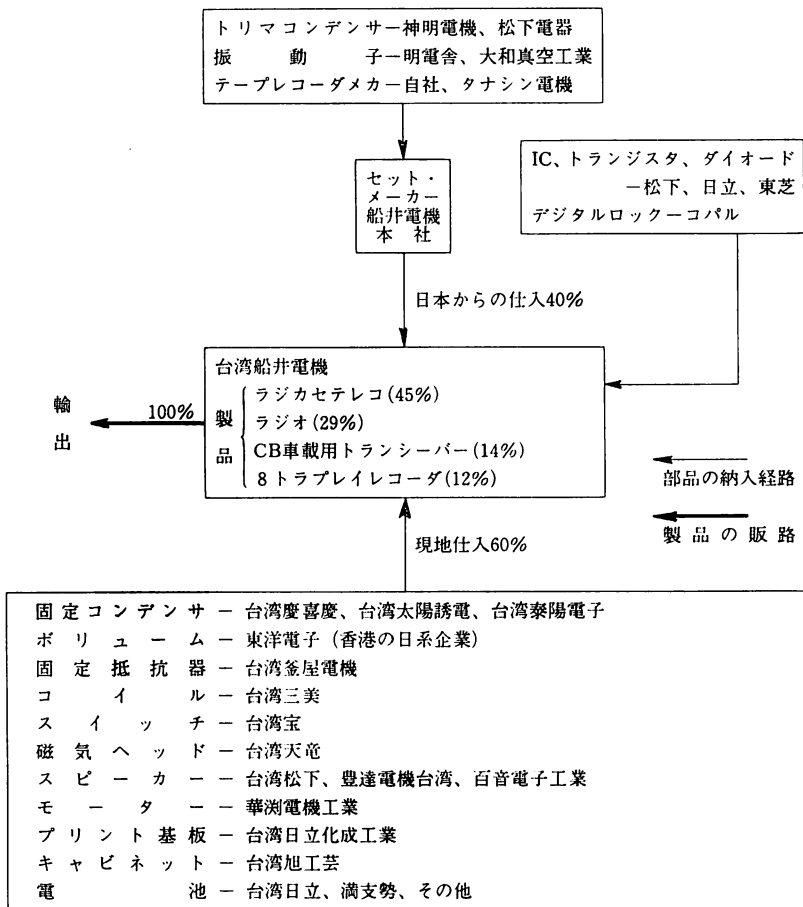 トリマコンデンサー神明電機、松下電器
振動子ー明電舎、大和真空工業
テープレコーダメカー自社、タナシン電機
IC、トランジスタ、ダイオード
ー松下、日立、東芝
デジタルロックーコパル
セット・
メーカー
船井電機
本社
日本からの仕入40%
台湾船井電機
製品
ラジカセテレコ(45%)
ラジオ(29%)
CB車載用トランシーバー(14%)
8トラプレイレコーダ(12%)
100%
輸出
部品の納入経路
製品の販路
現地仕入60%
固定コンデンサ ー 台湾慶喜慶、台湾太陽誘電、台湾泰陽電子
ボリューム ー 東洋電子(香港の日系企業)
固定抵抗器 ー 台湾釜屋電機
コイル ー 台湾三美
スイッチ ー 台湾宝
磁気ヘッド ー 台湾天竜
スピーカー ー 台湾松下、豊達電機台湾、百音電子工業
モーター ー 華渕電機工業
プリント基板 ー 台湾日立化成工業
キャビネット ー 台湾旭工芸
電池 ー 台湾日立、満支勢、その他